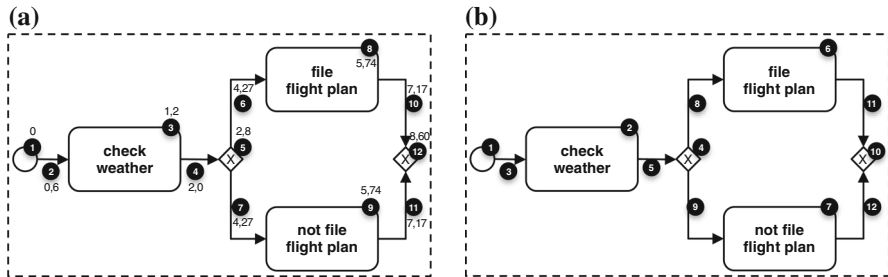 (a)
(b)
0
1
2
0,6
1,2
3
check
weather
4
2,0
2,8
5
X
4,27
6
7
4,27
8
5,74
file
flight plan
5,74
9
not file
flight plan
7,17
10
8,60
12
X
11
7,17
1
3
2
check
weather
5
4
X
8
9
6
file
flight plan
7
not file
flight plan
11
10
X
12